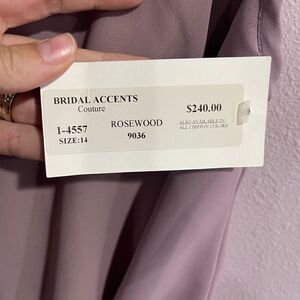 BRIDAL ACCENTS
Couture
$240.00
1-4557
ROSEWOOD
ALSO AVAILABLE IN
ALL CHIFFON COLORS
SIZE:14
9036